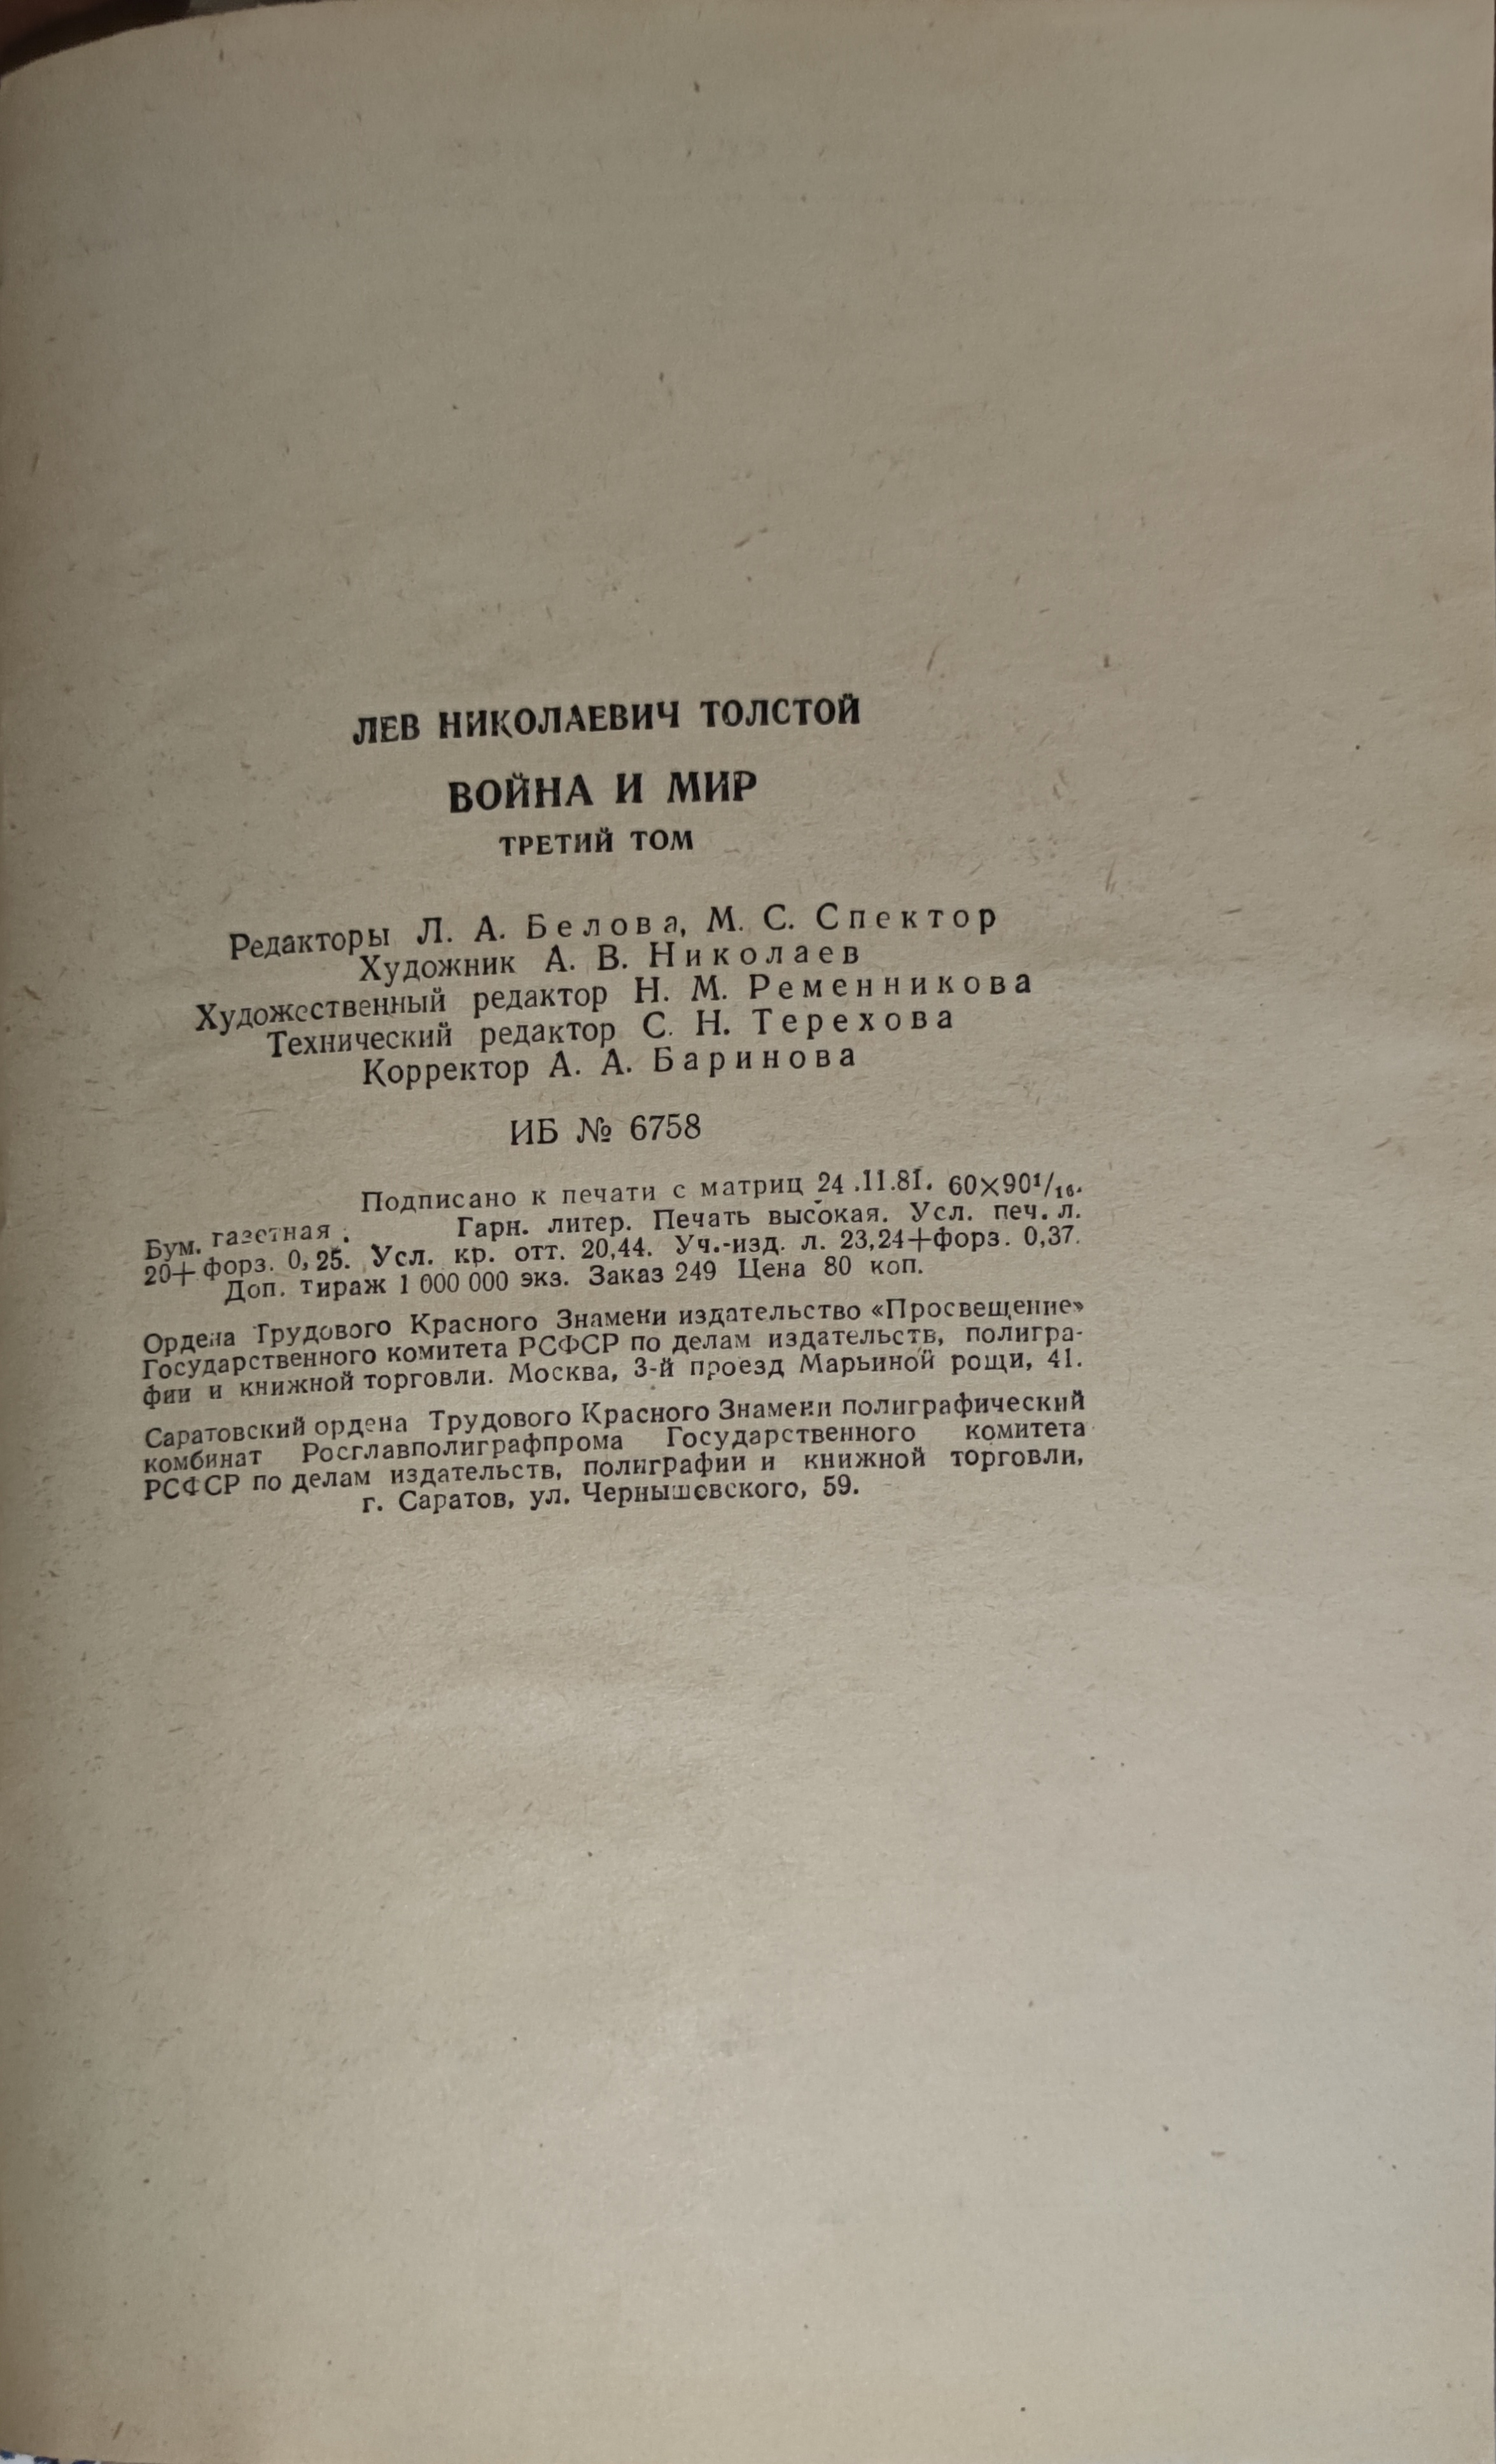 ЛЕВ НИКОЛАЕВИЧ ТОЛСТОЙ
ВОЙНА И МИР
ТРЕТИЙ ТОМ
Редакторы Л. А. Белова, М. С. Спектор
Художник А. В. Николаев
Художественный редактор Н. М. Ременникова
Технический редактор С. Н. Терехова
Корректор А. А. Баринова
ИБ № 6758
Подписано к печати с матриц 24.11.81. 60×90¹/₁₆.
Бум. газетная. Гарн. литер. Печать высокая. Усл. печ. л.
20+форз. 0,25. Усл. кр. отт. 20,44. Уч.-изд. л. 23,24+форз. 0,37.
Доп. тираж 1 000 000 экз. Заказ 249 Цена 80 коп.
Ордена Трудового Красного Знамени издательство «Просвещение»
Государственного комитета РСФСР по делам издательств, полигра-
фии и книжной торговли. Москва, 3-й проезд Марьиной рощи, 41.
Саратовский ордена Трудового Красного Знамени полиграфический
комбинат Росглавполиграфпрома Государственного комитета
РСФСР по делам издательств, полиграфии и книжной торговли,
г. Саратов, ул. Чернышевского, 59.